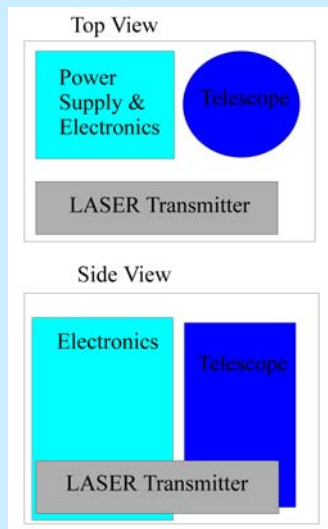 Top View
Power
Supply &
Electronics
Telescope
LASER Transmitter
Side View
Electronics
Telescope
LASER Transmitter